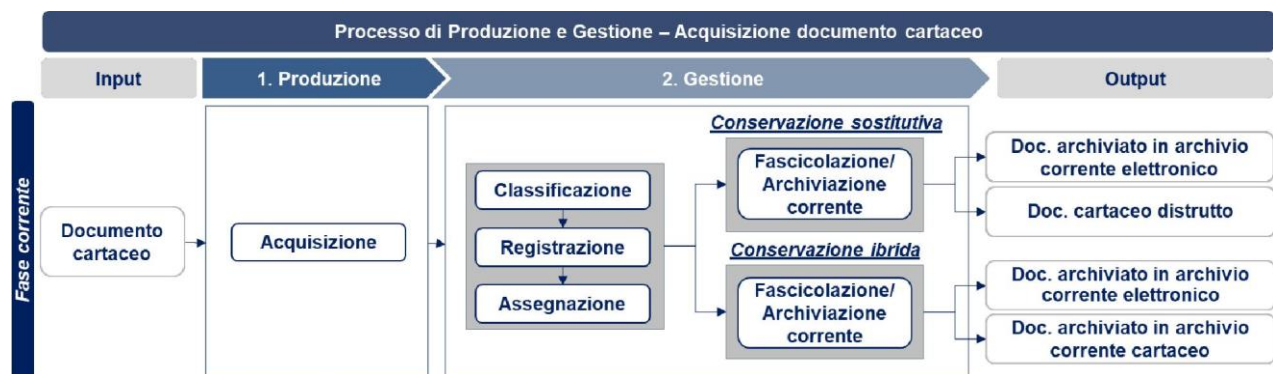 Processo di Produzione e Gestione – Acquisizione documento cartaceo
Input
1. Produzione
2. Gestione
Output
Fase corrente
Documento
cartaceo
Acquisizione
Classificazione
Registrazione
Assegnazione
Conservazione sostitutiva
Fascicolazione/
Archiviazione
corrente
Conservazione ibrida
Fascicolazione/
Archiviazione
corrente
Doc. archiviato in archivio
corrente elettronico
Doc. cartaceo distrutto
Doc. archiviato in archivio
corrente elettronico
Doc. archiviato in archivio
corrente cartaceo